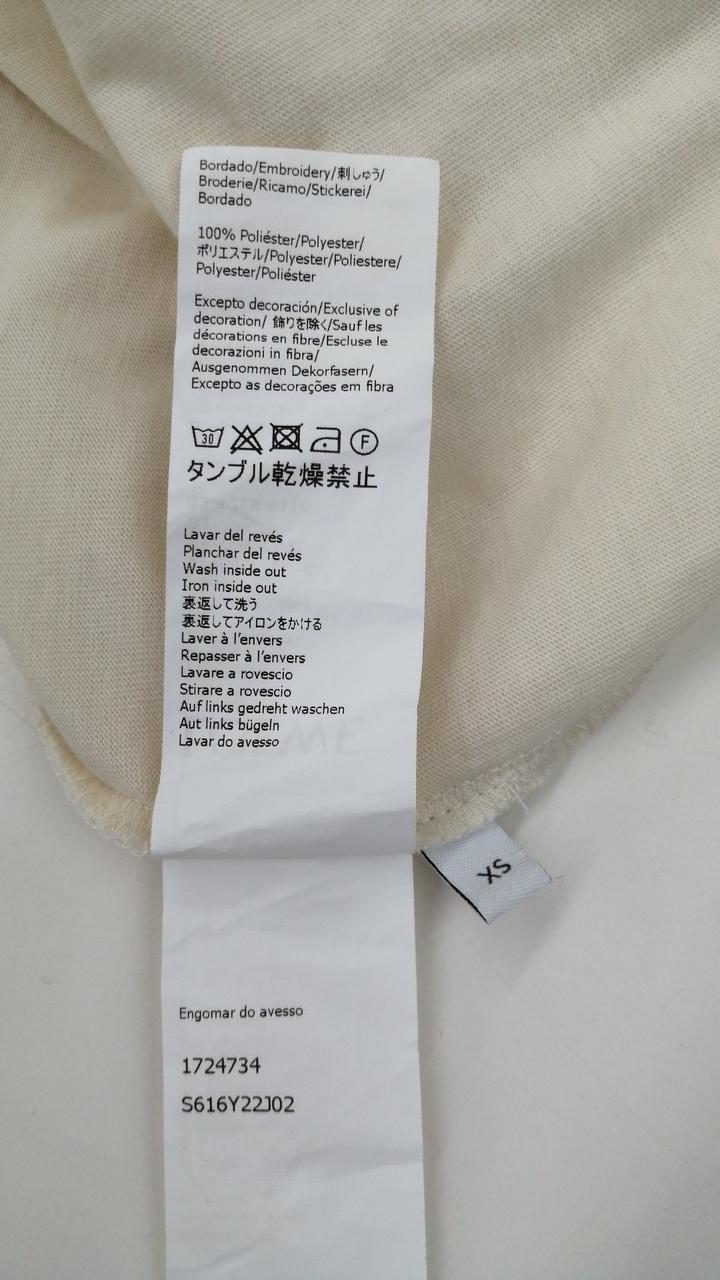 Bordado/Embroidery/刺しゅう/
Broderie/Ricamo/Stickerei/
Bordado
100% Poliéster/Polyester/
ポリエステル/Polyester/Poliestere/
Polyester/Poliéster
Excepto decoración/Exclusive of
decoration/ 飾りを除く/Sauf les
décorations en fibre/Escluse le
decorazioni in fibra/
Ausgenommen Dekorfasern/
Excepto as decorações em fibra
30 F
タンブル乾燥禁止
Lavar del revés
Planchar del revés
Wash inside out
Iron inside out
裏返して洗う
裏返してアイロンをかける
Laver à l'envers
Repasser à l'envers
Lavare a rovescio
Stirare a rovescio
Auf links gedreht waschen
Aut links bügeln
Lavar do avesso
XS
Engomar do avesso
1724734
S616Y22J02